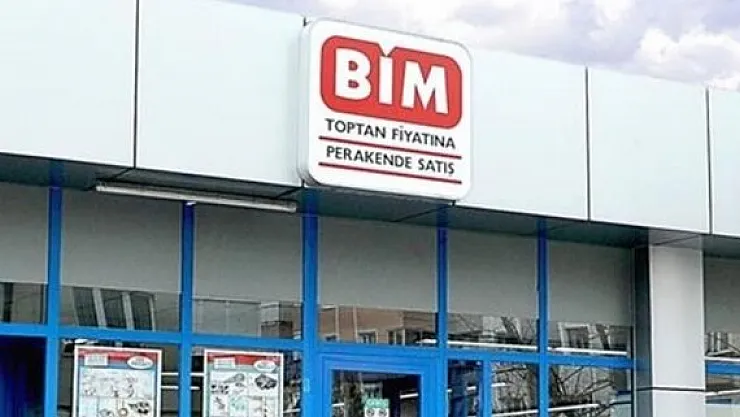 BİM
TOPTAN FİYATINA
PERAKENDE SATIŞ